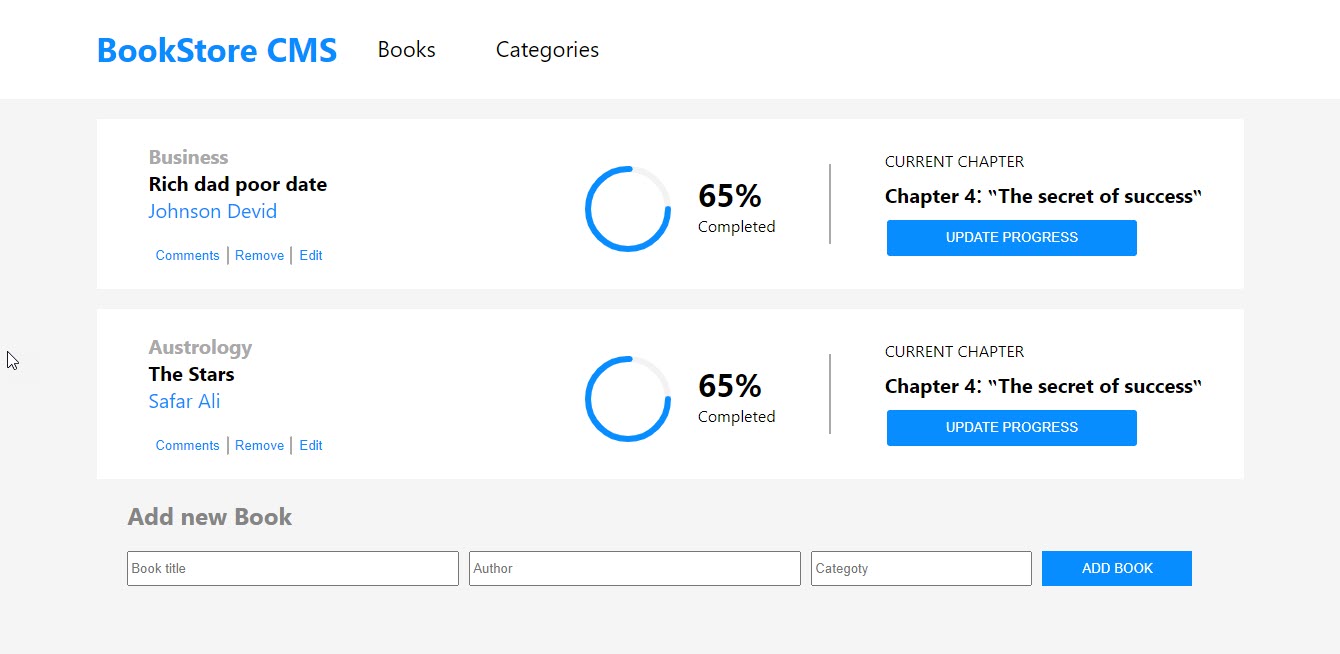 BookStore CMS Books Categories
Business
Rich dad poor date
Johnson Devid
Comments Remove Edit
65%
Completed
CURRENT CHAPTER
Chapter 4: "The secret of success"
UPDATE PROGRESS
Austrology
The Stars
Safar Ali
Comments Remove Edit
65%
Completed
CURRENT CHAPTER
Chapter 4: "The secret of success"
UPDATE PROGRESS
Add new Book
Book title Author Categoty ADD BOOK